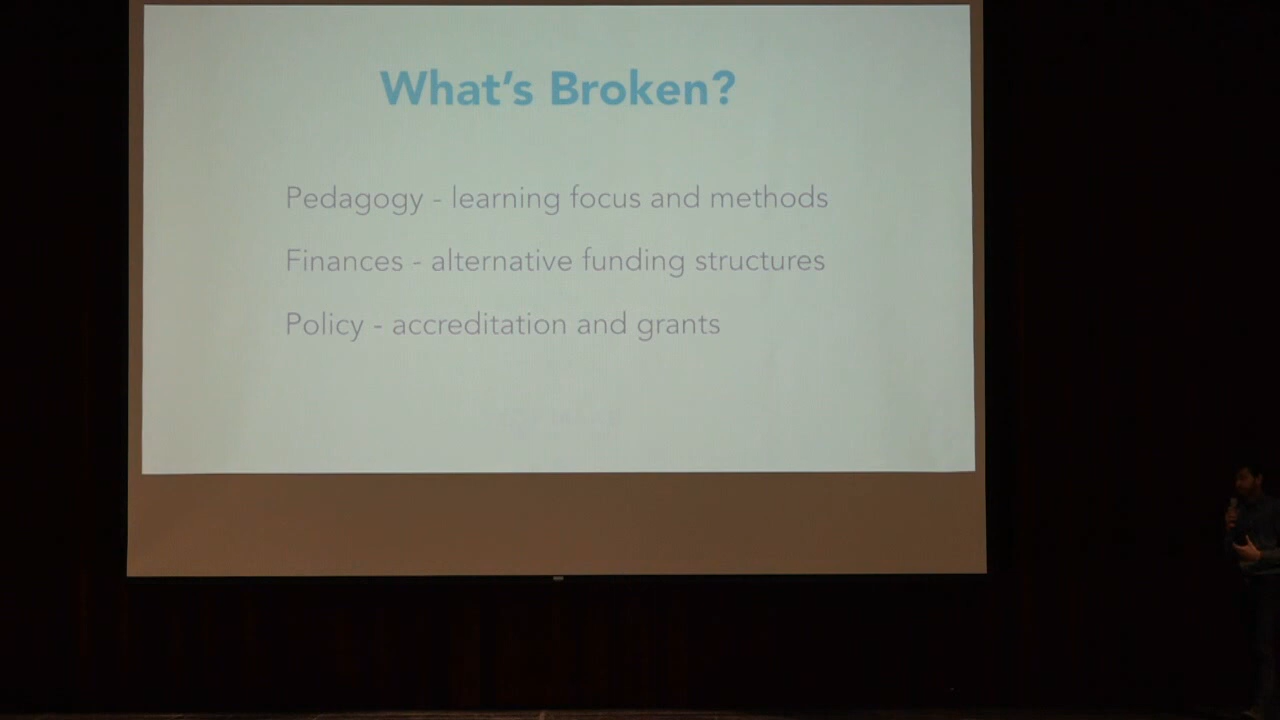 What's Broken?
Pedagogy - learning focus and methods
Finances - alternative funding structures
Policy - accreditation and grants